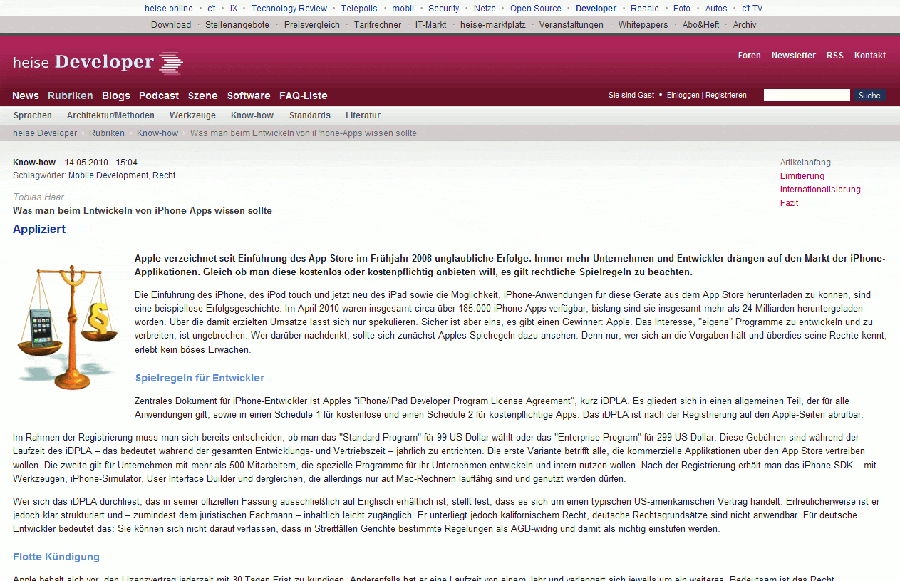 heise online · c't · iX · Technology Review · Telepolis · mobil · Security · Netze · Open Source · Developer · Resale · Foto · Autos · c't TV
Download · Stellenangebote · Preisvergleich · Tarifrechner · IT-Markt · heise-marktplatz · Veranstaltungen · Whitepapers · Abo&Heft · Archiv
heise Developer
Foren Newsletter RSS Kontakt
News Rubriken Blogs Podcast Szene Software FAQ-Liste
Sie sind Gast • Einloggen | Registrieren
Suche
Sprachen Architektur/Methoden Werkzeuge Know-how Standards Literatur
heise Developer › Rubriken › Know-how › Was man beim Entwickeln von iPhone-Apps wissen sollte
Know-how 14.05.2010 15:04
Schlagwörter: Mobile Development, Recht
Artikelanfang
Limitierung
Internationalisierung
Fazit
Tobias Haar
Was man beim Entwickeln von iPhone Apps wissen sollte
Appliziert
Apple verzeichnet seit Einführung des App Store im Frühjahr 2008 unglaubliche Erfolge. Immer mehr Unternehmen und Entwickler drängen auf den Markt der iPhone-
Applikationen. Gleich ob man diese kostenlos oder kostenpflichtig anbieten will, es gilt rechtliche Spielregeln zu beachten.
Die Einführung des iPhone, des iPod touch und jetzt neu des iPad sowie die Möglichkeit, iPhone-Anwendungen für diese Geräte aus dem App Store herunterladen zu können, sind
eine beispiellose Erfolgsgeschichte. Im April 2010 waren insgesamt circa über 185.000 iPhone Apps verfügbar, bislang sind sie insgesamt mehr als 24 Milliarden heruntergeladen
worden. Über die damit erzielten Umsätze lässt sich nur spekulieren. Sicher ist aber eins, es gibt einen Gewinner: Apple. Das Interesse, "eigene" Programme zu entwickeln und zu
verbreiten, ist ungebrochen. Wer darüber nachdenkt, sollte sich zunächst Apples Spielregeln dazu ansehen. Denn nur, wer sich an die Vorgaben hält und überdies seine Rechte kennt,
erlebt kein böses Erwachen.
Spielregeln für Entwickler
Zentrales Dokument für iPhone-Entwickler ist Apples "iPhone/iPad Developer Program License Agreement", kurz iDPLA. Es gliedert sich in einen allgemeinen Teil, der für alle
Anwendungen gilt, sowie in einen Schedule 1 für kostenlose und einen Schedule 2 für kostenpflichtige Apps. Das iDPLA ist nach der Registrierung auf den Apple-Seiten abrufbar.
Im Rahmen der Registrierung muss man sich bereits entscheiden, ob man das "Standard Program" für 99 US Dollar wählt oder das "Enterprise Program" für 299 US Dollar. Diese Gebühren sind während der
Laufzeit des iDPLA – das bedeutet während der gesamten Entwicklungs- und Vertriebszeit – jährlich zu entrichten. Die erste Variante betrifft alle, die kommerzielle Applikationen über den App Store vertreiben
wollen. Die zweite gilt für Unternehmen mit mehr als 500 Mitarbeitern, die spezielle Programme für ihr Unternehmen entwickeln und intern nutzen wollen. Nach der Registrierung erhält man das iPhone SDK – mit
Werkzeugen, iPhone-Simulator, User Interface Builder und dergleichen, die allerdings nur auf Mac-Rechnern lauffähig sind und genutzt werden dürfen.
Wer sich das iDPLA durchliest, das in seiner offiziellen Fassung ausschließlich auf Englisch erhältlich ist, stellt fest, dass es sich um einen typischen US-amerikanischen Vertrag handelt. Erfreulicherweise ist er
jedoch klar strukturiert und – zumindest dem juristischen Fachmann – inhaltlich leicht zugänglich. Er unterliegt jedoch kalifornischem Recht, deutsche Rechtsgrundsätze sind nicht anwendbar. Für deutsche
Entwickler bedeutet das: Sie können sich nicht darauf verlassen, dass in Streitfällen Gerichte bestimmte Regelungen als AGB-widrig und damit als nichtig einstufen werden.
Flotte Kündigung
Apple behält sich vor, den Lizenzvertrag jederzeit mit 30 Tagen Frist zu kündigen. Anderenfalls hat er eine Laufzeit von einem Jahr und verlängert sich jeweils um ein weiteres. Bedeutsam ist das Recht